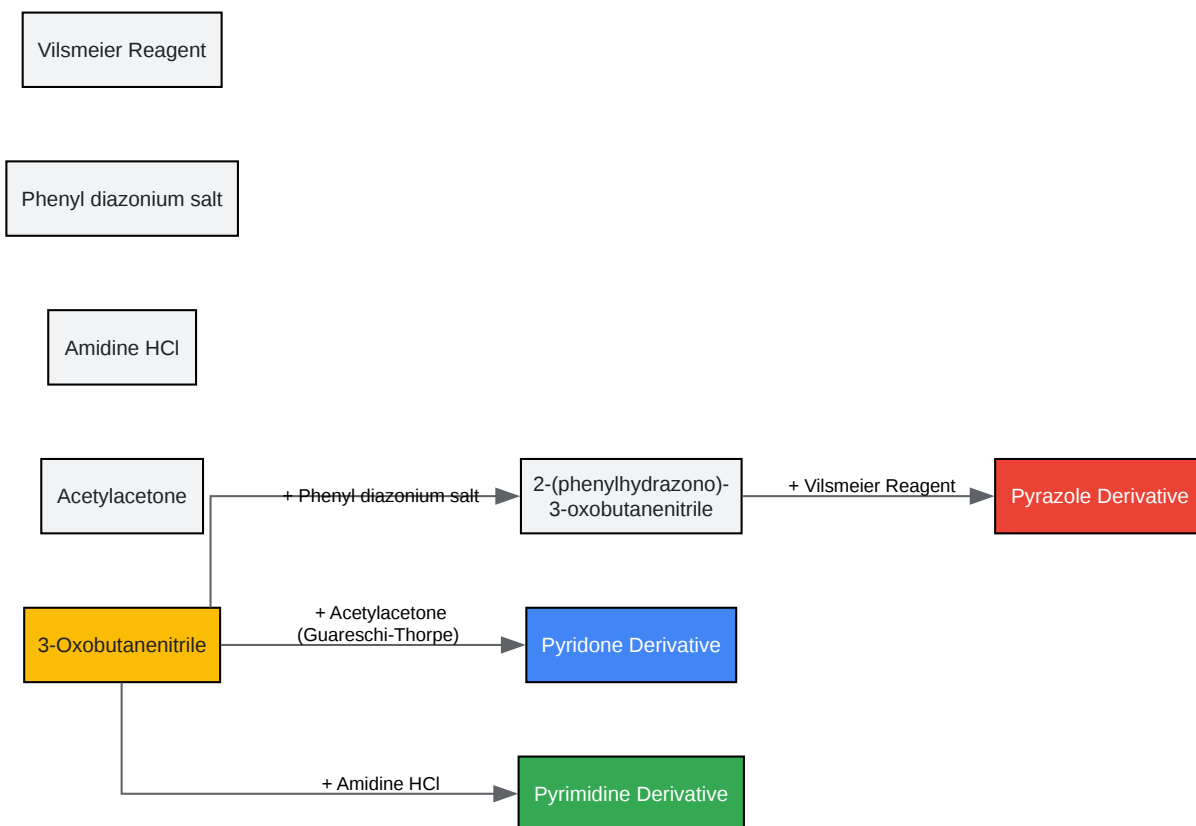 Vilsmeier Reagent
Phenyl diazonium salt
Amidine HCl
Acetylacetone
+ Phenyl diazonium salt
2-(phenylhydrazono)-
3-oxobutanenitrile
+ Vilsmeier Reagent
Pyrazole Derivative
3-Oxobutanenitrile
+ Acetylacetone
(Guareschi-Thorpe)
Pyridone Derivative
+ Amidine HCl
Pyrimidine Derivative